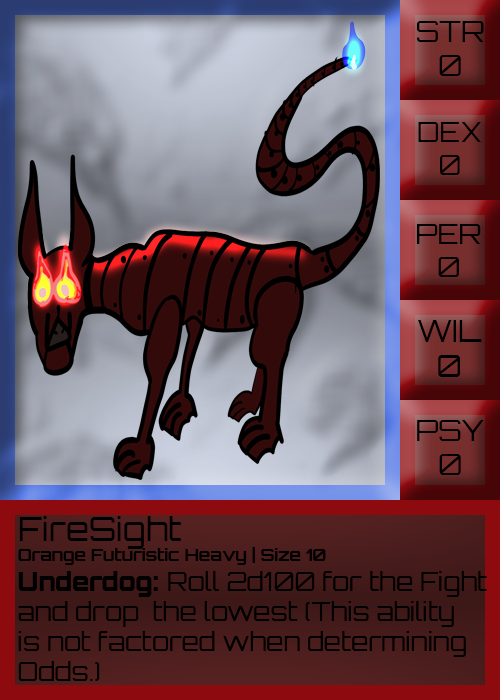 STR
0
DEX
0
PER
0
WIL
0
PSY
0
FireSight
Orange Futuristic Heavy | Size 10
Underdog: Roll 2d100 for the Fight
and drop the lowest (This ability
is not factored when determining
Odds.)